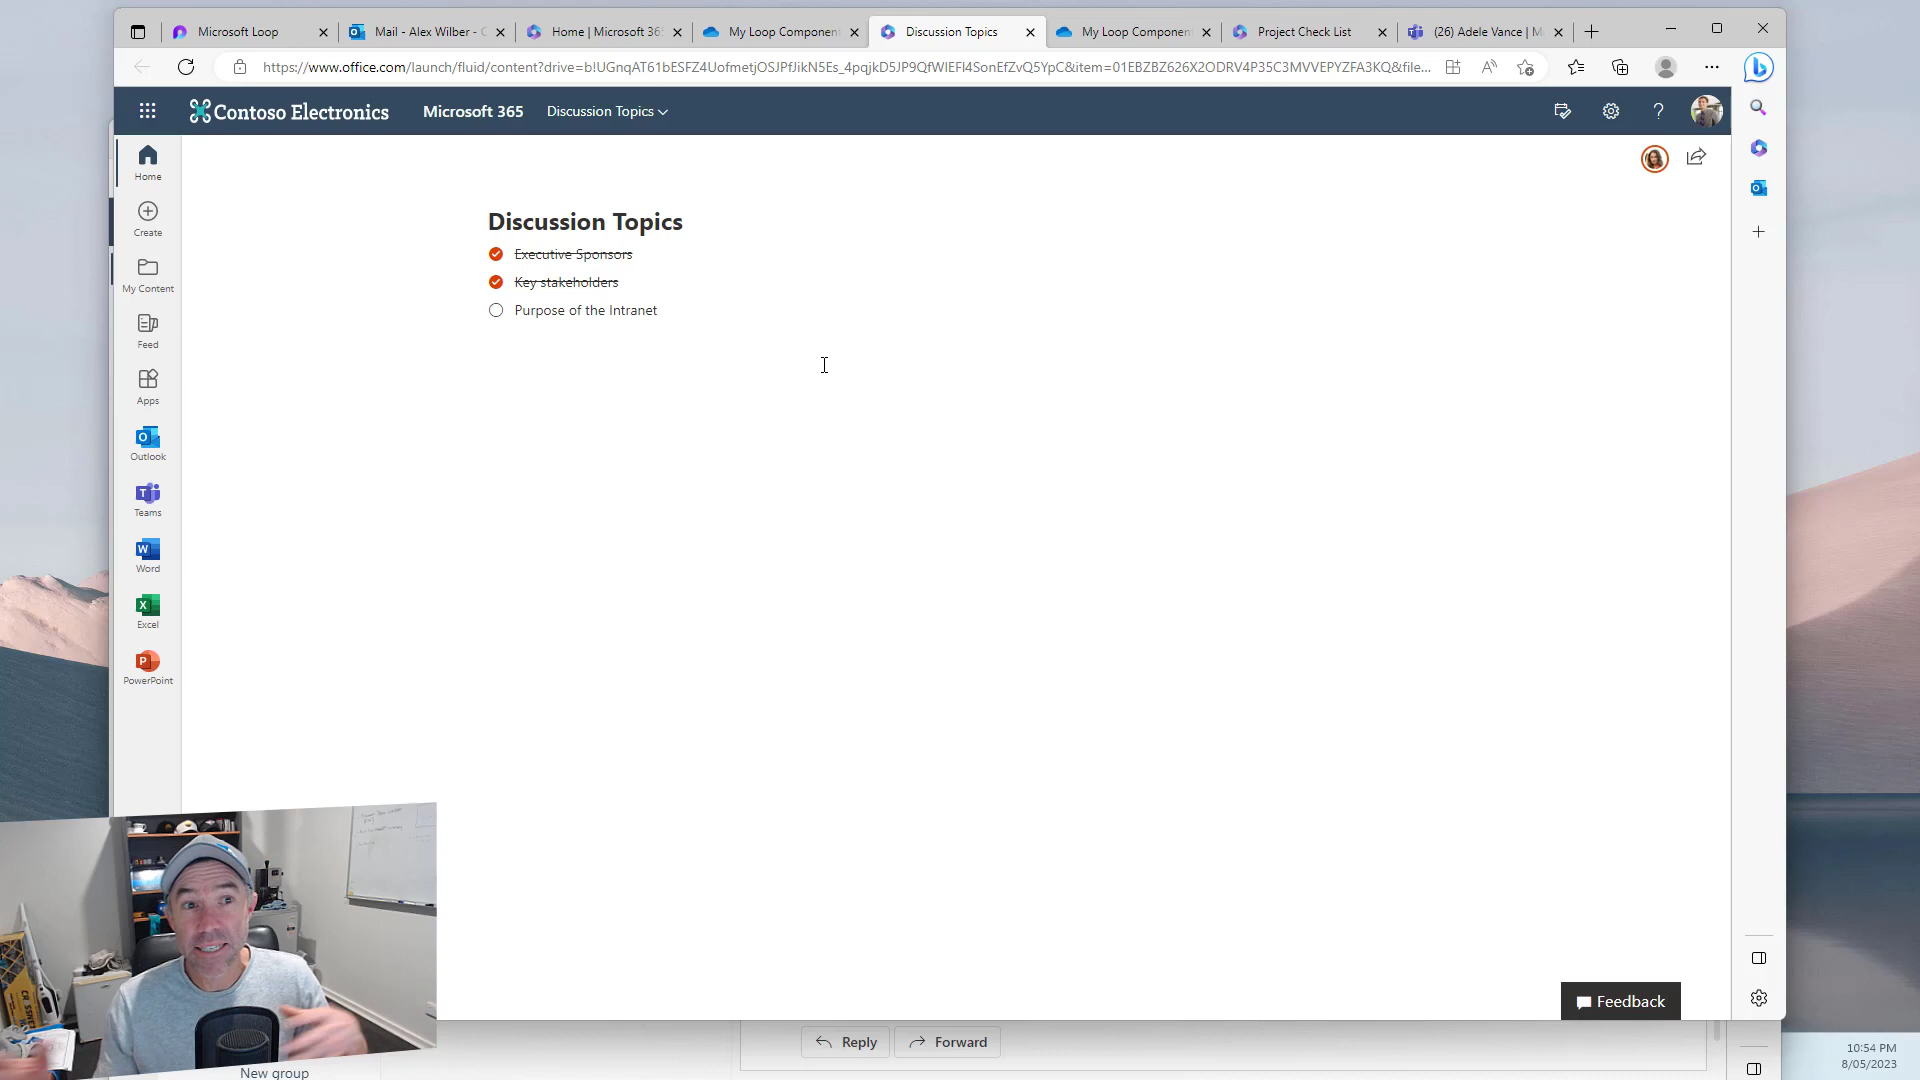 Microsoft Loop
Mail - Alex Wilber - C
Home | Microsoft 36
My Loop Componen
Discussion Topics
My Loop Componen
Project Check List
(26) Adele Vance | M
https://www.office.com/launch/fluid/content?drive=b!UGnqAT61bESFZ4UofmetjOSJPfJikN5Es_4pqjkD5JP9QfWlEFl4SonEfZvQ5YpC&item=01EBZBZ626X2ODRV4P35C3MVVEPYZFA3KQ&file...
Contoso Electronics
Microsoft 365
Discussion Topics
Home
Create
My Content
Feed
Apps
Outlook
Teams
Word
Excel
PowerPoint
Discussion Topics
Executive Sponsors
Key stakeholders
Purpose of the Intranet
Feedback
Reply
Forward
New group
10:54 PM
8/05/2023